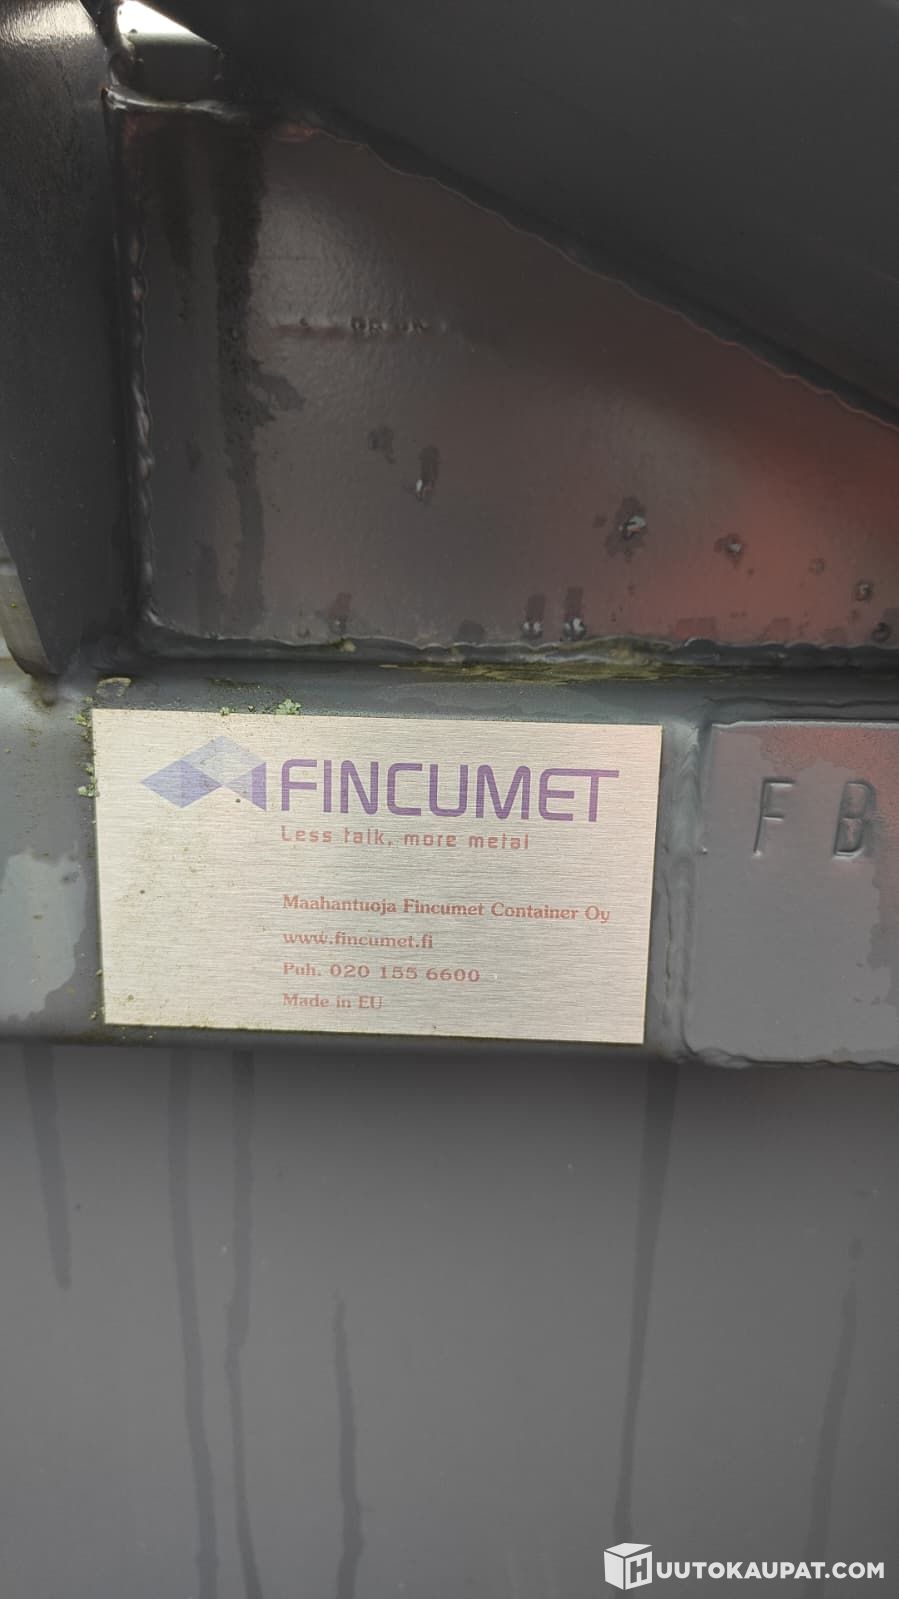 FINCUMET
Less talk, more metal
Maahantuoja Fincumet Container Oy
www.fincumet.fi
Puh. 020 155 6600
Made in EU
F B
HUUTOKAUPAT.COM